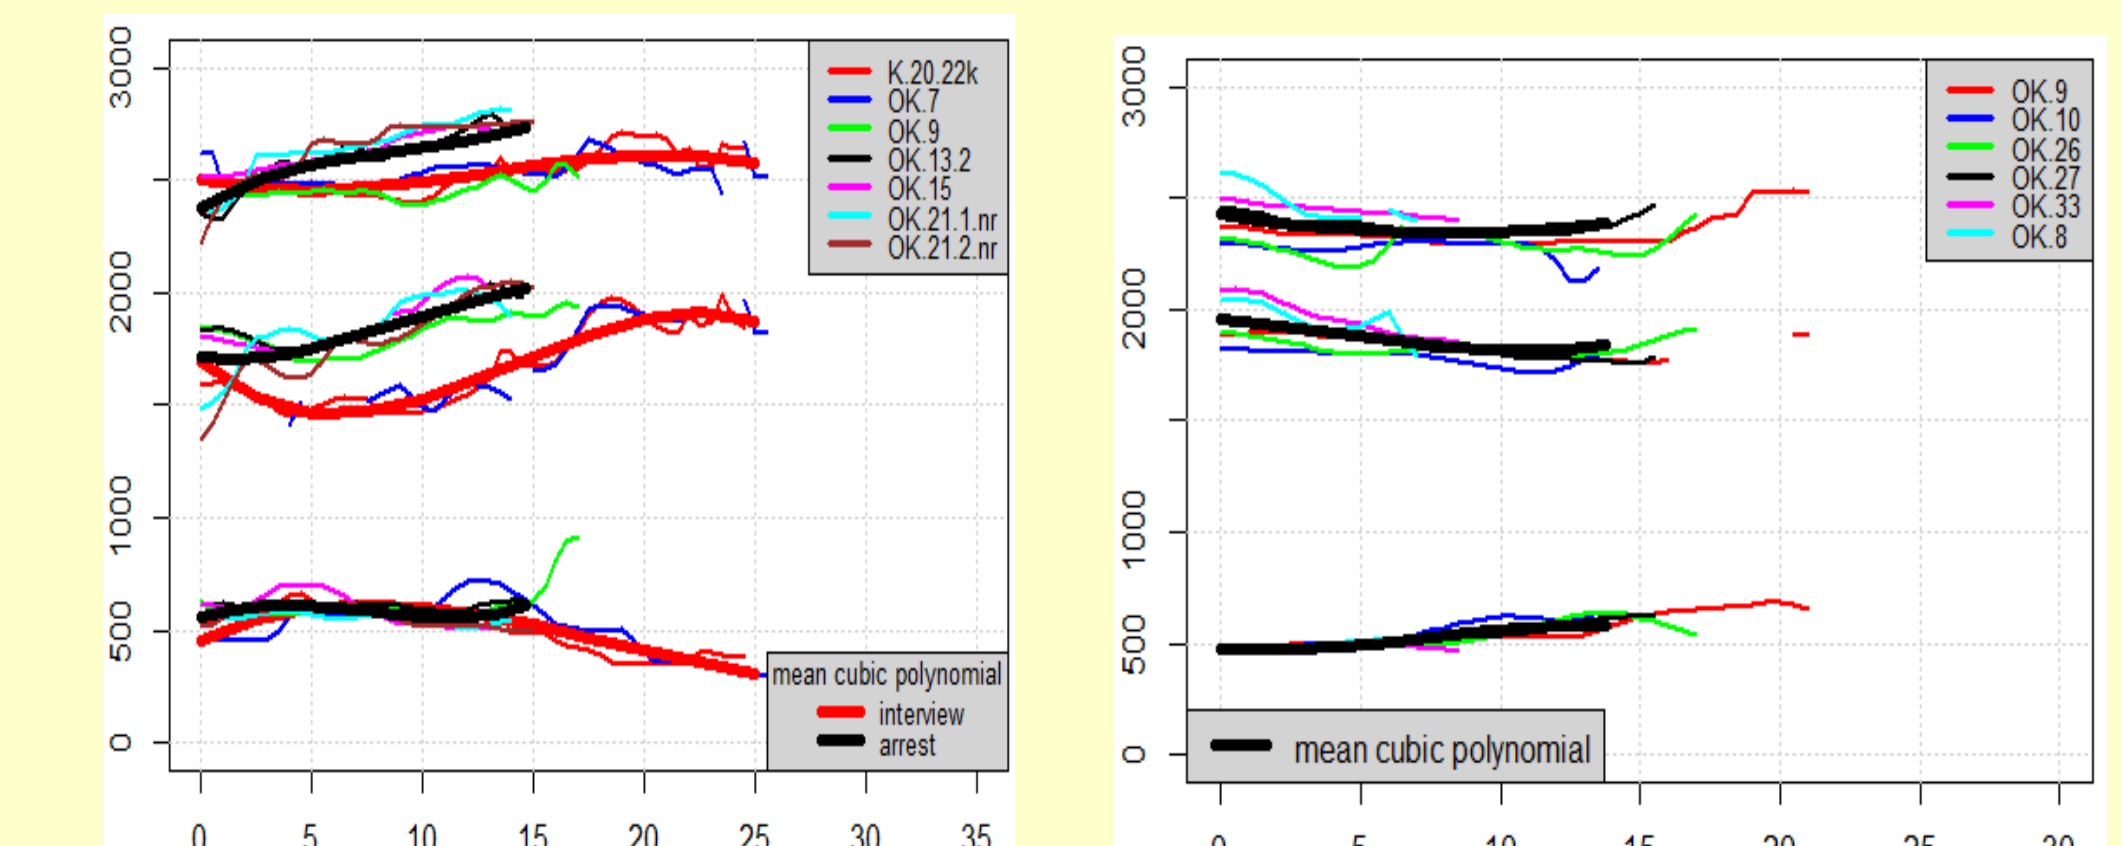 3000
2000
1000
500
0
K.20.22k
OK.7
OK.9
OK.13.2
OK.15
OK.21.1.nr
OK.21.2.nr
mean cubic polynomial
interview
arrest
0 5 10 15 20 25 30 35
3000
2000
1000
500
0
OK.9
OK.10
OK.26
OK.27
OK.33
OK.8
mean cubic polynomial
0 5 10 15 20 25 30